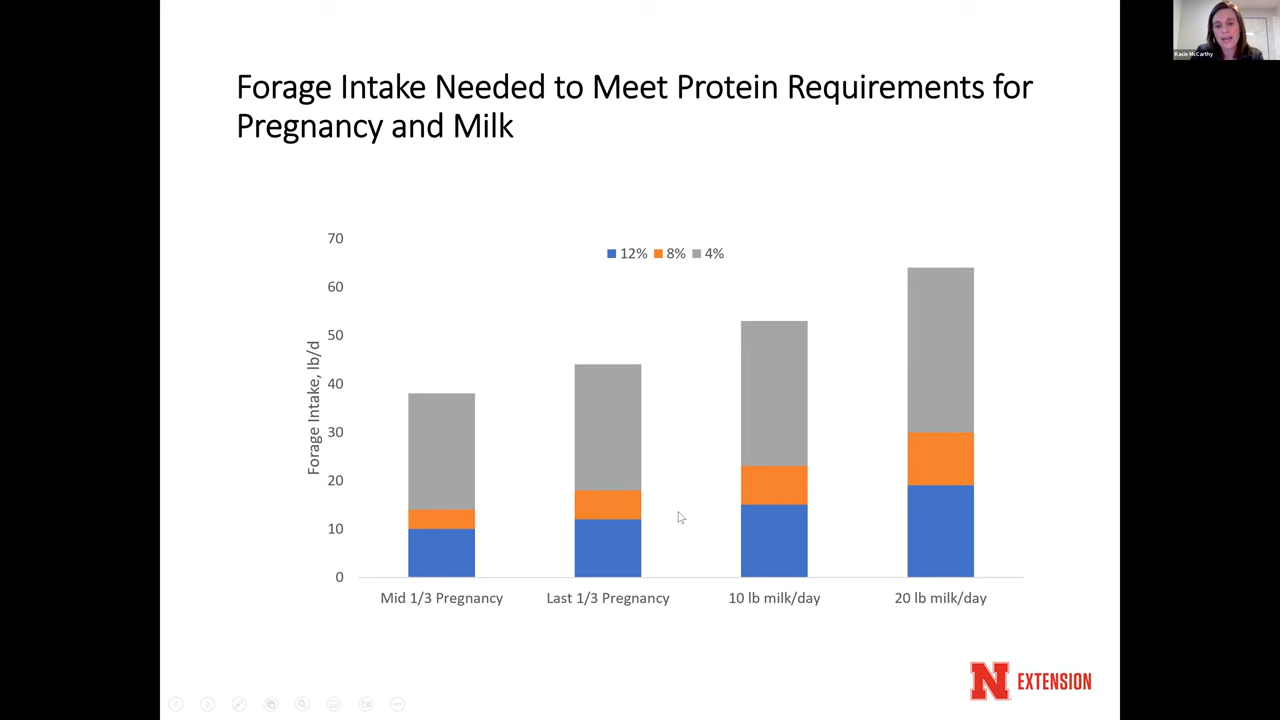 Kacie McCarthy
Forage Intake Needed to Meet Protein Requirements for
Pregnancy and Milk
12% 8% 4%
Forage Intake, lb/d
70
60
50
40
30
20
10
0
Mid 1/3 Pregnancy Last 1/3 Pregnancy 10 lb milk/day 20 lb milk/day
N EXTENSION